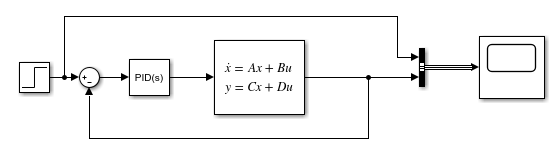 +
-
PID(s)
ẋ = Ax + Bu
y = Cx + Du